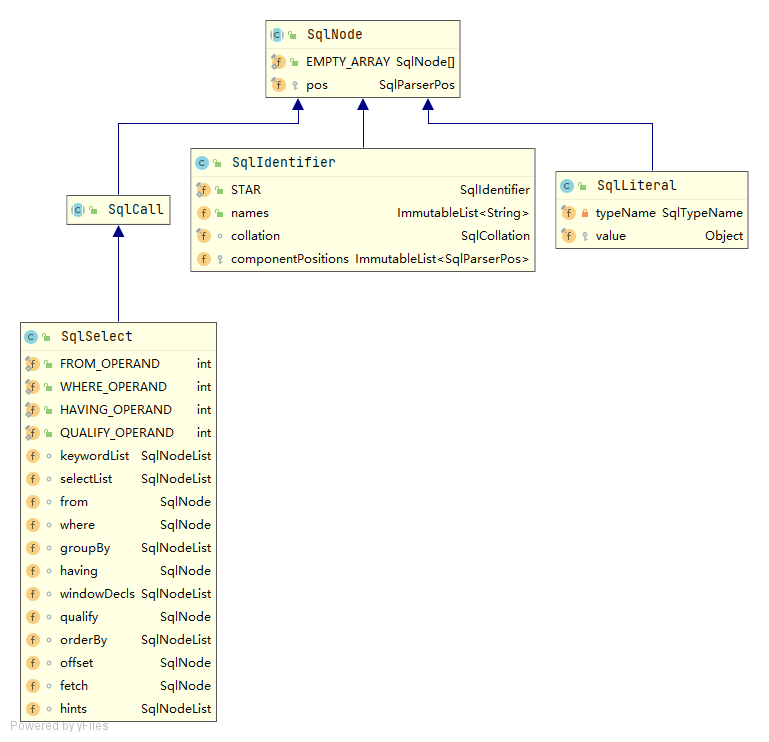 SqlNode
EMPTY_ARRAY SqlNode[]
pos SqlParserPos
SqlIdentifier
STAR SqlIdentifier
names ImmutableList<String>
collation SqlCollation
componentPositions ImmutableList<SqlParserPos>
SqlLiteral
typeName SqlTypeName
value Object
SqlCall
SqlSelect
FROM_OPERAND int
WHERE_OPERAND int
HAVING_OPERAND int
QUALIFY_OPERAND int
keywordList SqlNodeList
selectList SqlNodeList
from SqlNode
where SqlNode
groupBy SqlNodeList
having SqlNode
windowDecls SqlNodeList
qualify SqlNode
orderBy SqlNodeList
offset SqlNode
fetch SqlNode
hints SqlNodeList
Powered by yFiles